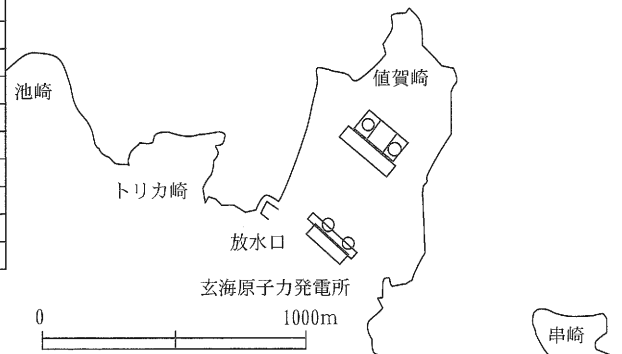 値賀崎
池崎
トリカ崎
放水口
玄海原子力発電所
0 1000m
串崎